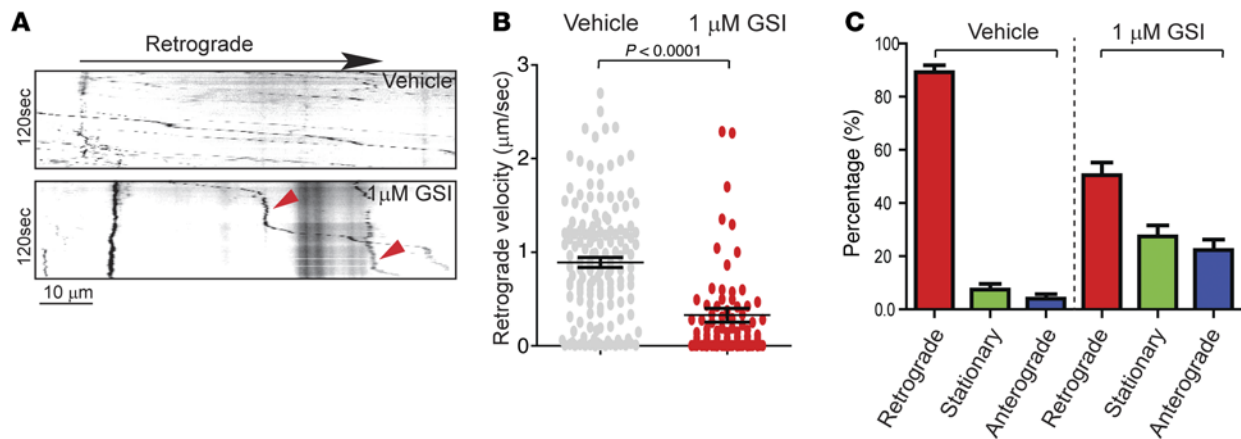 A
Retrograde
Vehicle
120sec
1μM GSI
120sec
10 μm
B
Vehicle 1 μM GSI
P < 0.0001
Retrograde velocity (μm/sec)
3
2
1
0
C
Vehicle 1 μM GSI
Percentage (%)
100
80
60
40
20
0.0
Retrograde
Stationary
Anterograde
Retrograde
Stationary
Anterograde